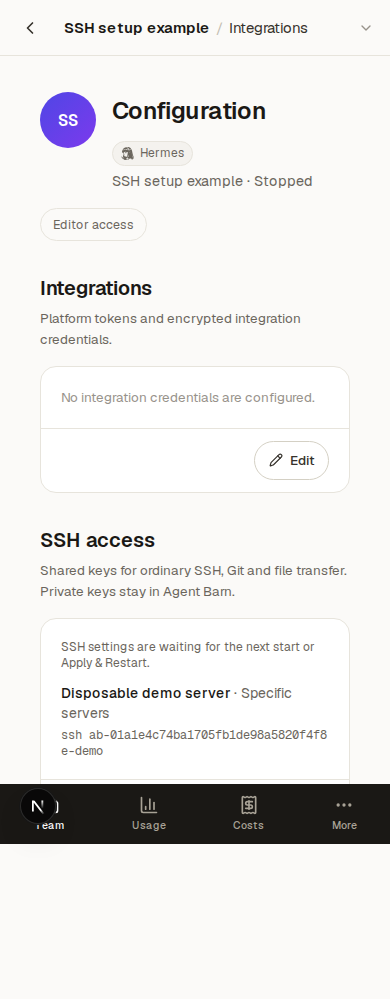 SSH setup example / Integrations
SS
Configuration
Hermes
SSH setup example · Stopped
Editor access
Integrations
Platform tokens and encrypted integration
credentials.
No integration credentials are configured.
Edit
SSH access
Shared keys for ordinary SSH, Git and file transfer.
Private keys stay in Agent Barn.
SSH settings are waiting for the next start or
Apply & Restart.
Disposable demo server · Specific
servers
ssh ab-01a1e4c74ba1705fb1de98a5820f4f8
e-demo
N
Team
Usage
Costs
More